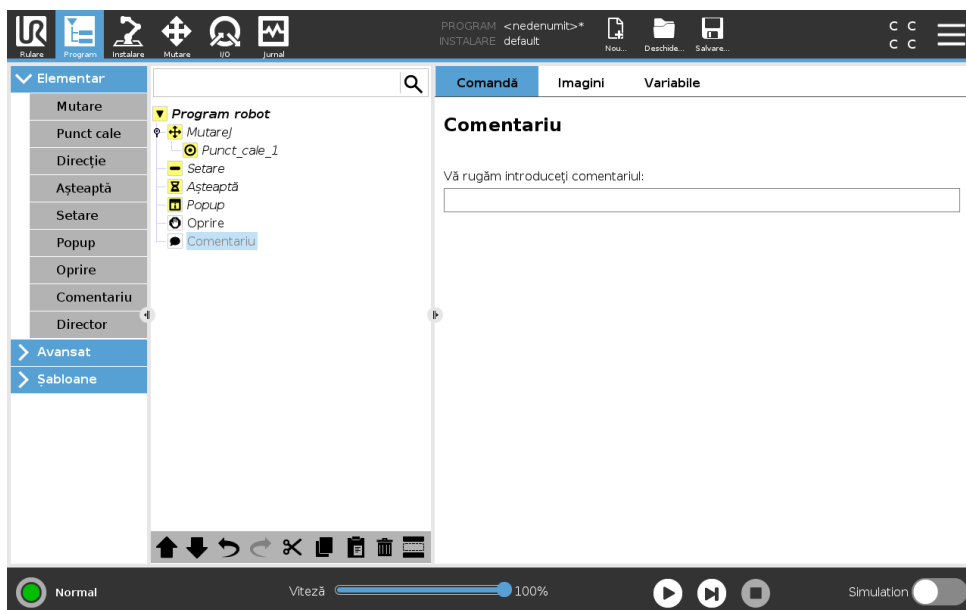 UR
Rulare
Program
Instalare
Mutare
I/O
Jurnal
PROGRAM <nedenumit>*
INSTALARE default
Nou...
Deschide...
Salvare...
C C
C C
Elementar
Mutare
Punct cale
Direcție
Așteaptă
Setare
Popup
Oprire
Comentariu
Director
Avansat
Șabloane
Program robot
MutareJ
Punct_cale_1
Setare
Așteaptă
Popup
Oprire
Comentariu
Comandă
Imagini
Variabile
Comentariu
Vă rugăm introduceţi comentariul:
Normal
Viteză
100%
Simulation